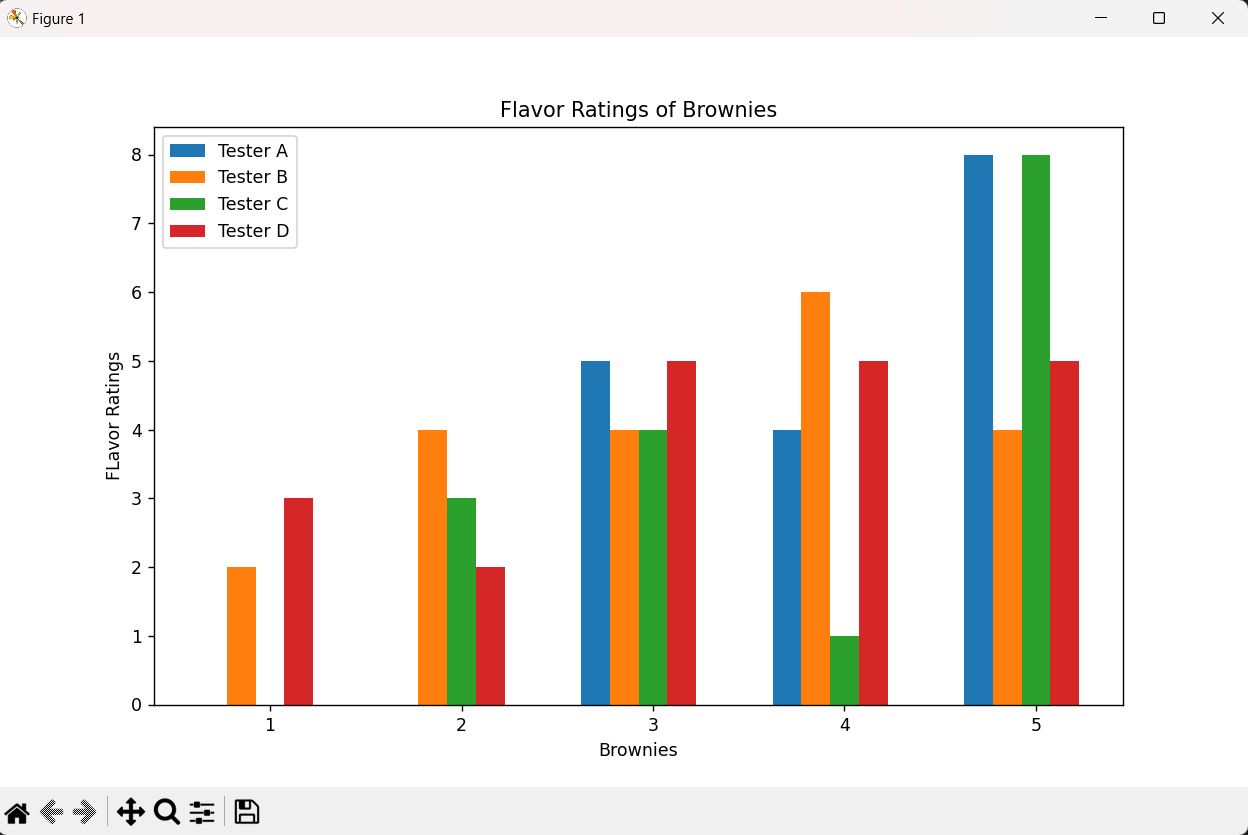 Figure 1
Flavor Ratings of Brownies
Tester A
Tester B
Tester C
Tester D
8
7
6
5
4
3
2
1
0
FLavor Ratings
1 2 3 4 5
Brownies